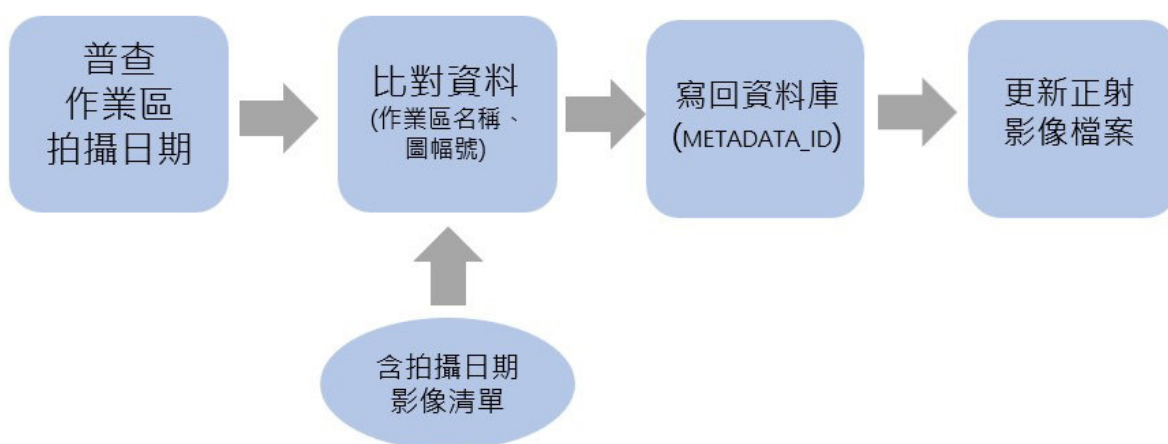 普查
作業區
拍攝日期
比對資料
(作業區名稱、
圖幅號)
寫回資料庫
(METADATA_ID)
更新正射
影像檔案
含拍攝日期
影像清單